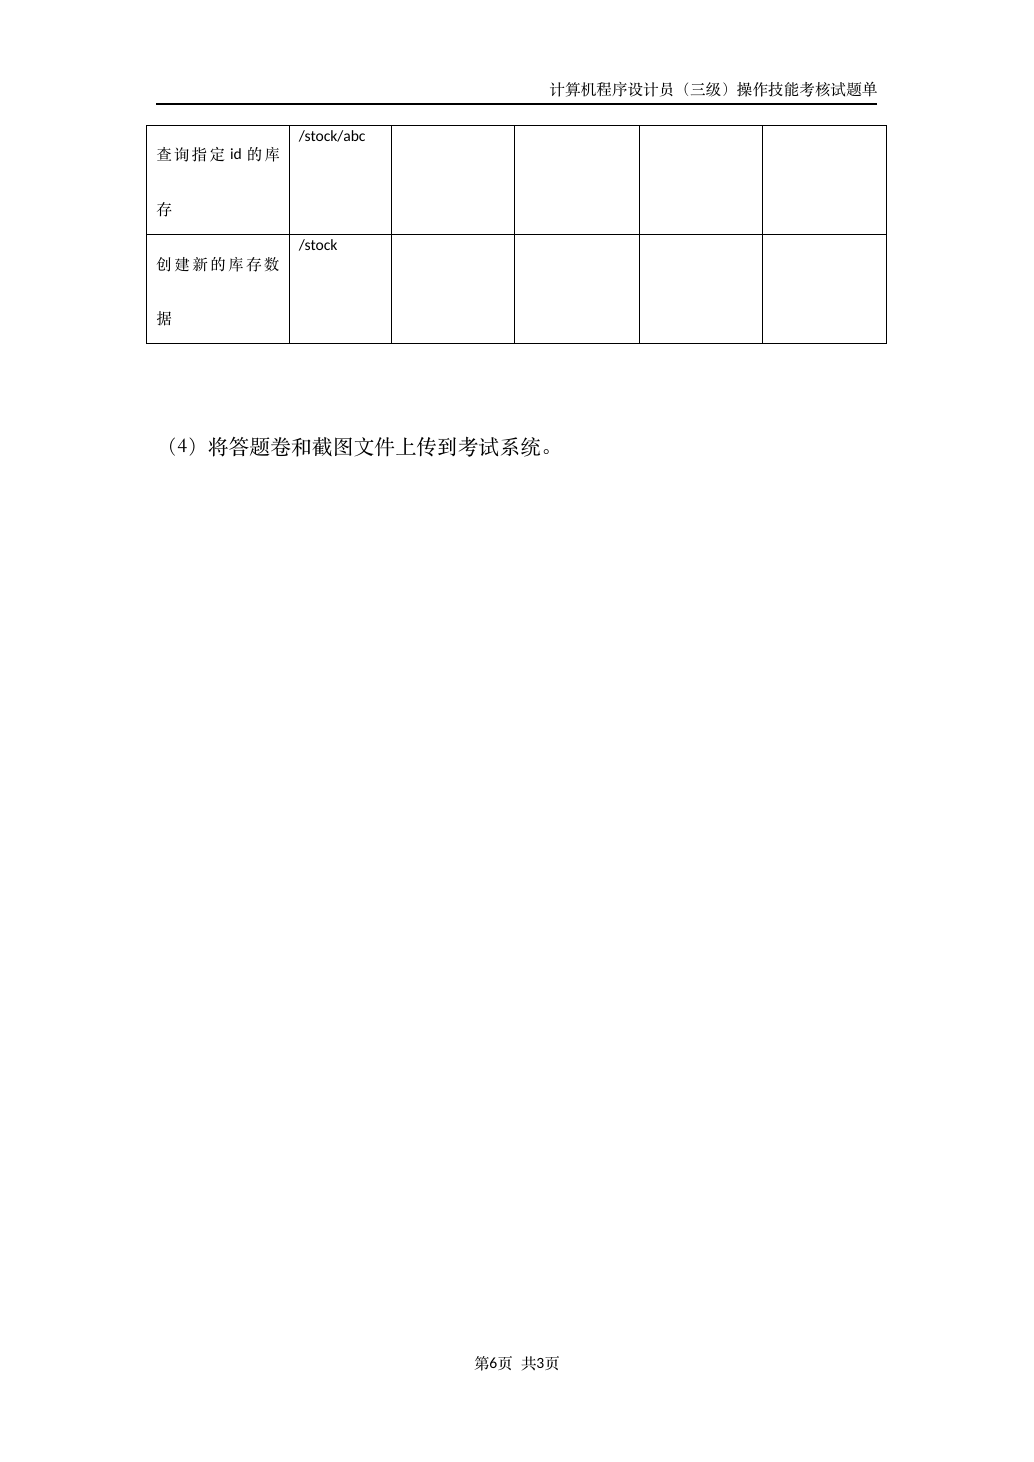 计算机程序设计员（三级）操作技能考核试题单
查询指定 id 的库
存
/stock/abc
创建新的库存数
据
/stock
（4）将答题卷和截图文件上传到考试系统。
第6页 共3页